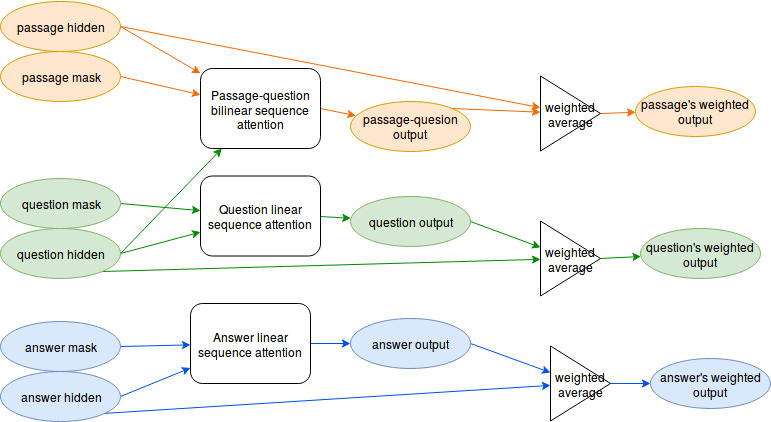 passage hidden
passage mask
Passage-question
bilinear sequence
attention
passage-quesion
output
weighted
average
passage's weighted
output
question mask
question hidden
Question linear
sequence attention
question output
weighted
average
question's weighted
output
answer mask
answer hidden
Answer linear
sequence attention
answer output
weighted
average
answer's weighted
output